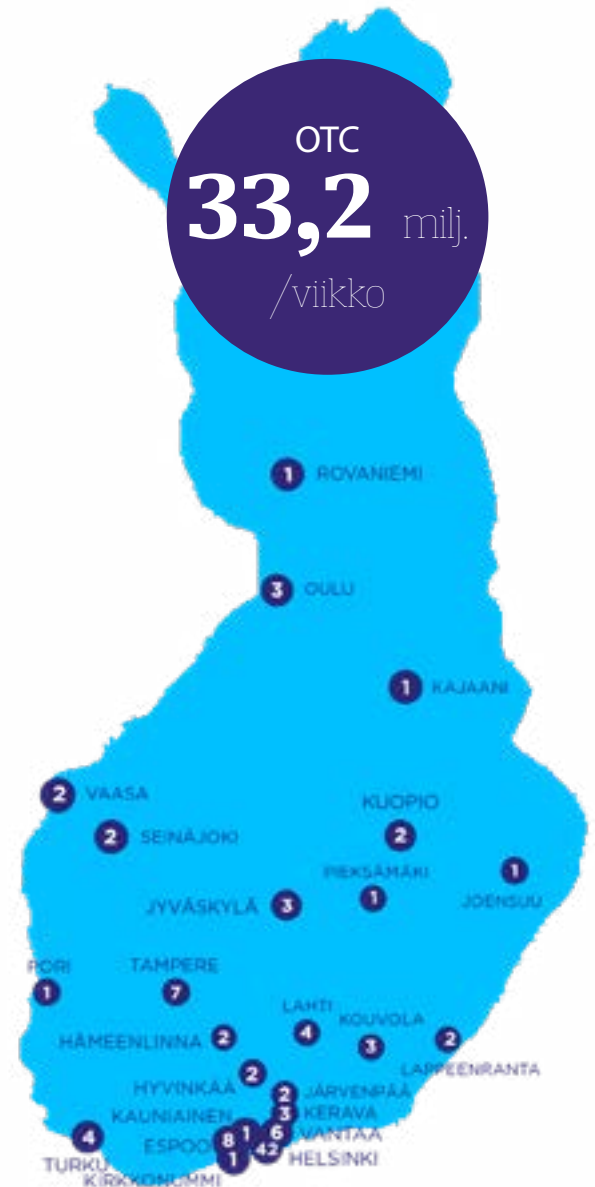 OTC
33,2 milj.
/viikko
1 ROVANIEMI
3 OULU
1 KAJAANI
2 VAASA
KUOPIO
2
2 SEINÄJOKI
PIEKSÄMÄKI
1
1
JOENSUU
JYVÄSKYLÄ 3
PORI
1
TAMPERE
7
LAHTI
4
KOUVOLA
3
HÄMEENLINNA 2
2
LAPPEENRANTA
HYVINKÄÄ 2
2 JÄRVENPÄÄ
3 KERAVA
KAUNIAINEN 1
6 VANTAA
ESPOO 8
42 HELSINKI
4
TURKU
1
KIRKKONUMMI